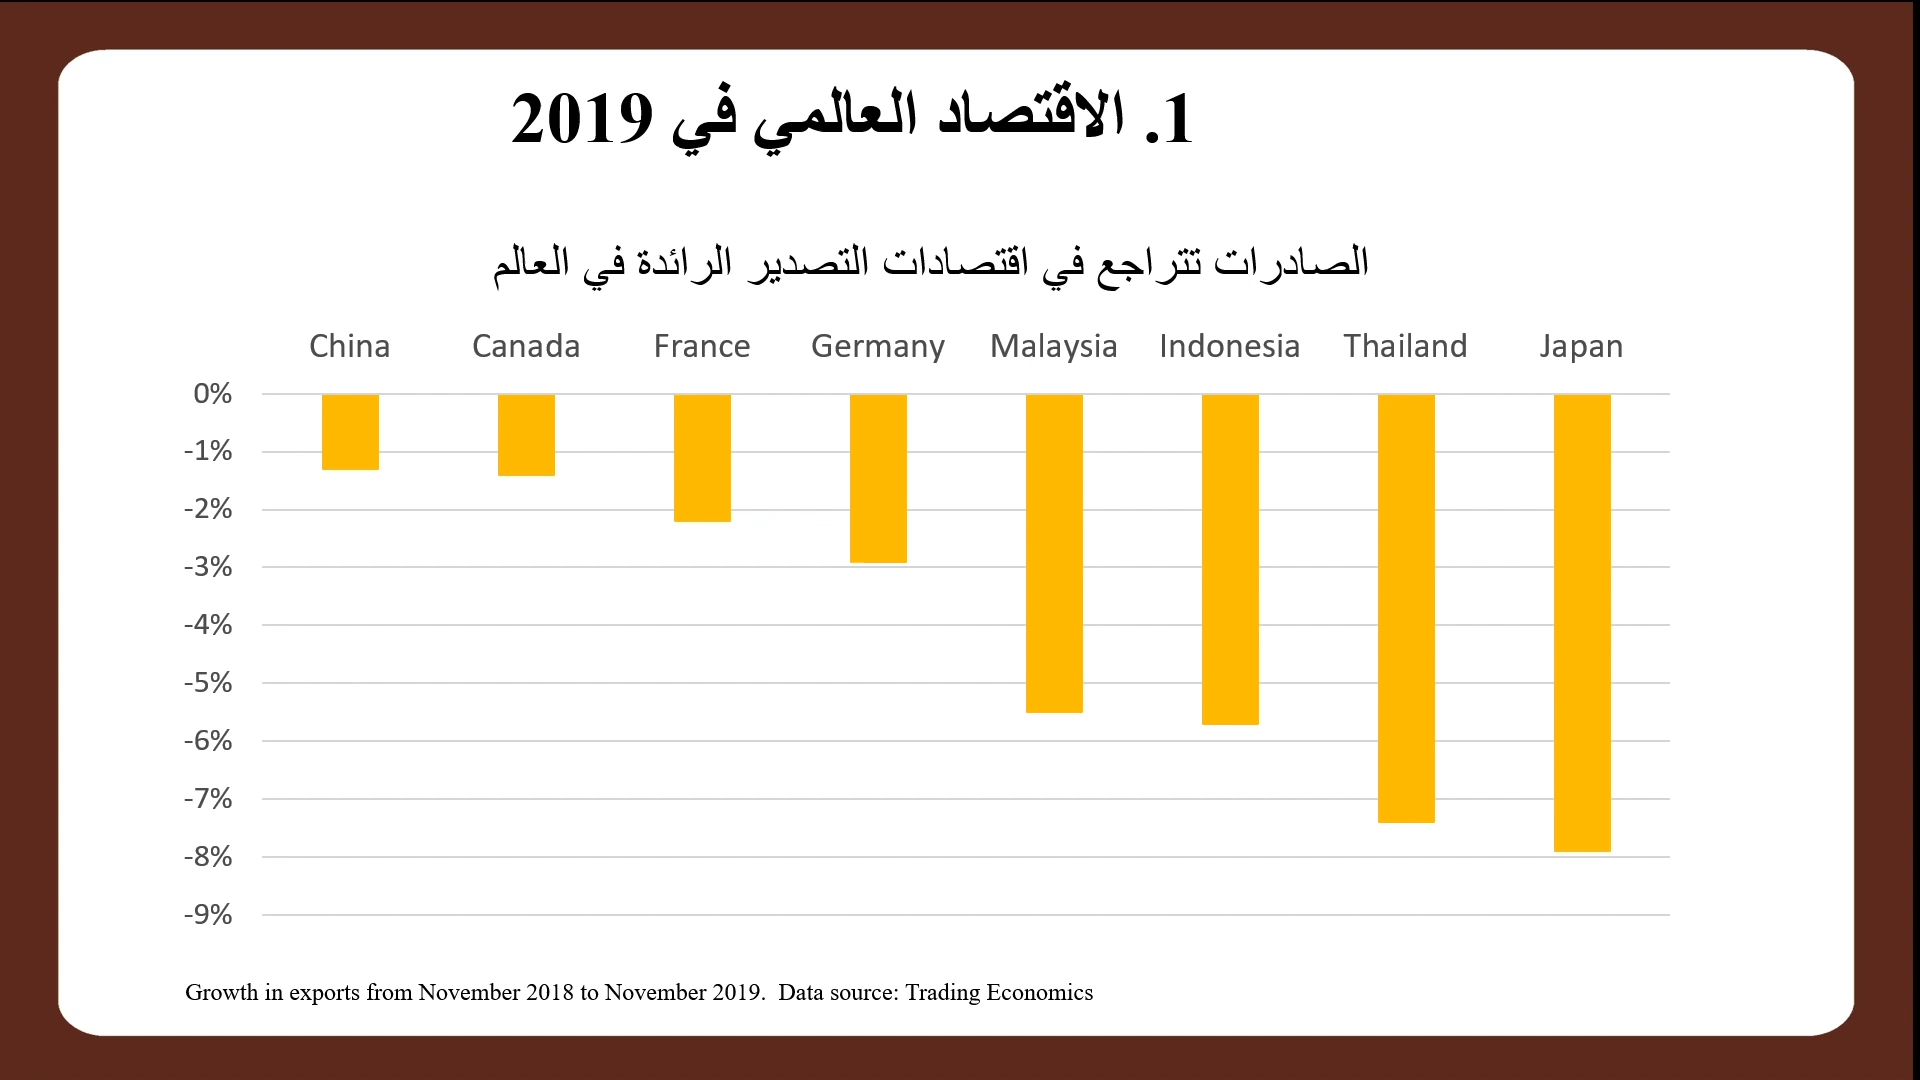 1. الاقتصاد العالمي في 2019
الصادرات تتراجع في اقتصادات التصدير الرائدة في العالم
China Canada France Germany Malaysia Indonesia Thailand Japan
0%
-1%
-2%
-3%
-4%
-5%
-6%
-7%
-8%
-9%
Growth in exports from November 2018 to November 2019. Data source: Trading Economics